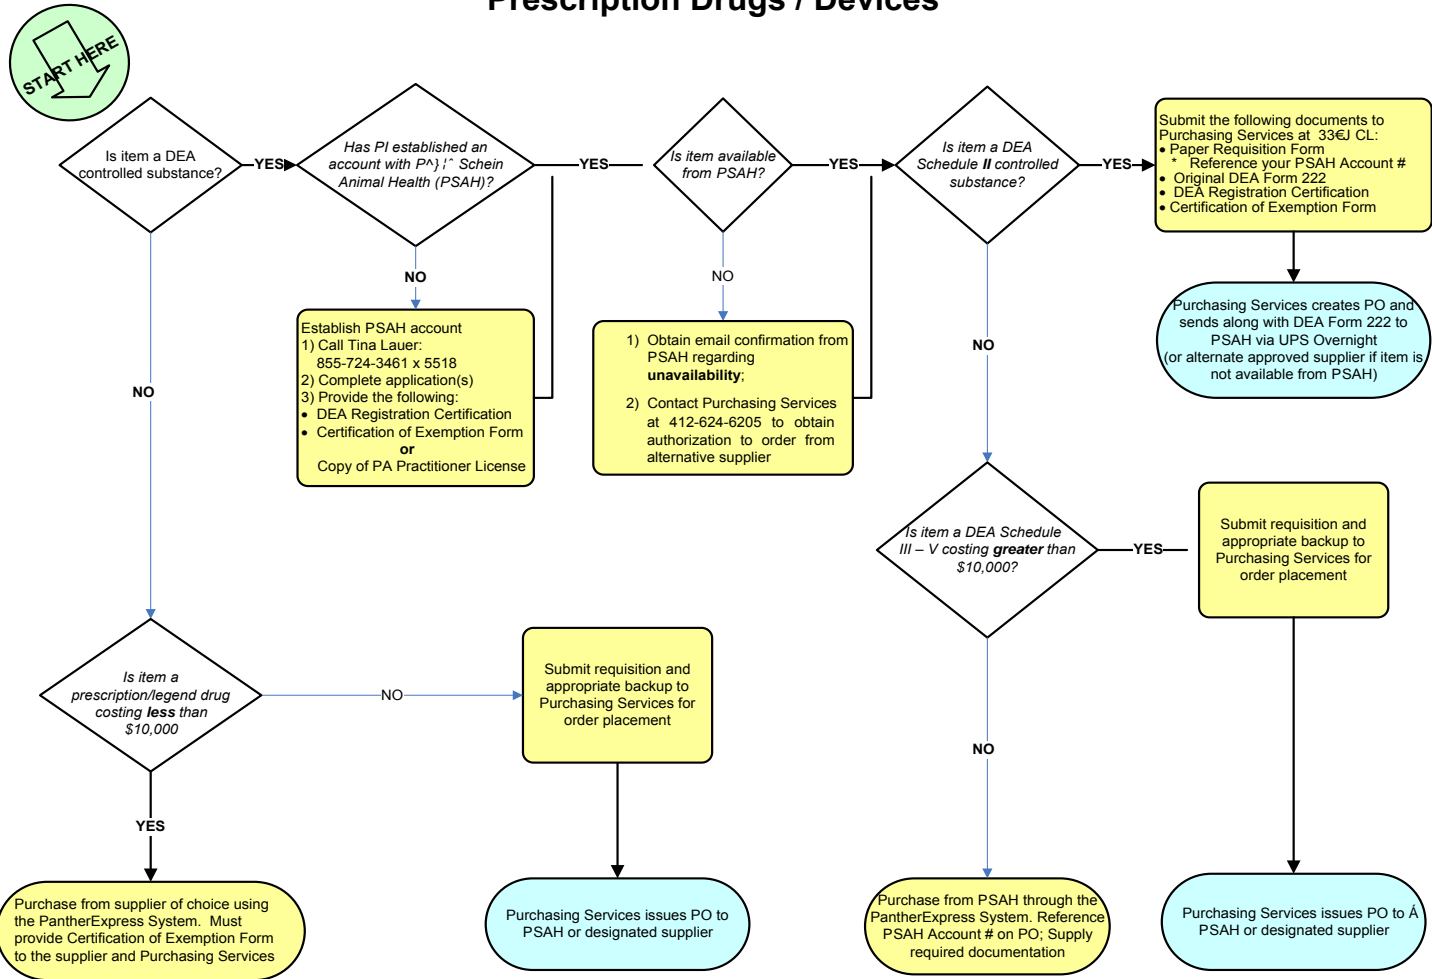 Prescription Drugs / Devices
START HERE
Is item a DEA
controlled substance?
YES
Has PI established an
account with P^} ¦ˆ Schein
Animal Health (PSAH)?
YES
Is item available
from PSAH?
YES
Is item a DEA
Schedule II controlled
substance?
YES
Submit the following documents to
Purchasing Services at 33€J CL:
• Paper Requisition Form
* Reference your PSAH Account #
• Original DEA Form 222
• DEA Registration Certification
• Certification of Exemption Form
NO
NO
NO
NO
Establish PSAH account
1) Call Tina Lauer:
855-724-3461 x 5518
2) Complete application(s)
3) Provide the following:
• DEA Registration Certification
• Certification of Exemption Form
or
Copy of PA Practitioner License
1) Obtain email confirmation from
PSAH regarding
unavailability;
2) Contact Purchasing Services
at 412-624-6205 to obtain
authorization to order from
alternative supplier
Purchasing Services creates PO and
sends along with DEA Form 222 to
PSAH via UPS Overnight
(or alternate approved supplier if item is
not available from PSAH)
Is item a DEA Schedule
III – V costing greater than
$10,000?
YES
Submit requisition and
appropriate backup to
Purchasing Services for
order placement
Is item a
prescription/legend drug
costing less than
$10,000
NO
Submit requisition and
appropriate backup to
Purchasing Services for
order placement
NO
YES
Purchase from supplier of choice using
the PantherExpress System. Must
provide Certification of Exemption Form
to the supplier and Purchasing Services
Purchasing Services issues PO to
PSAH or designated supplier
Purchase from PSAH through the
PantherExpress System. Reference
PSAH Account # on PO; Supply
required documentation
Purchasing Services issues PO to Á
PSAH or designated supplier